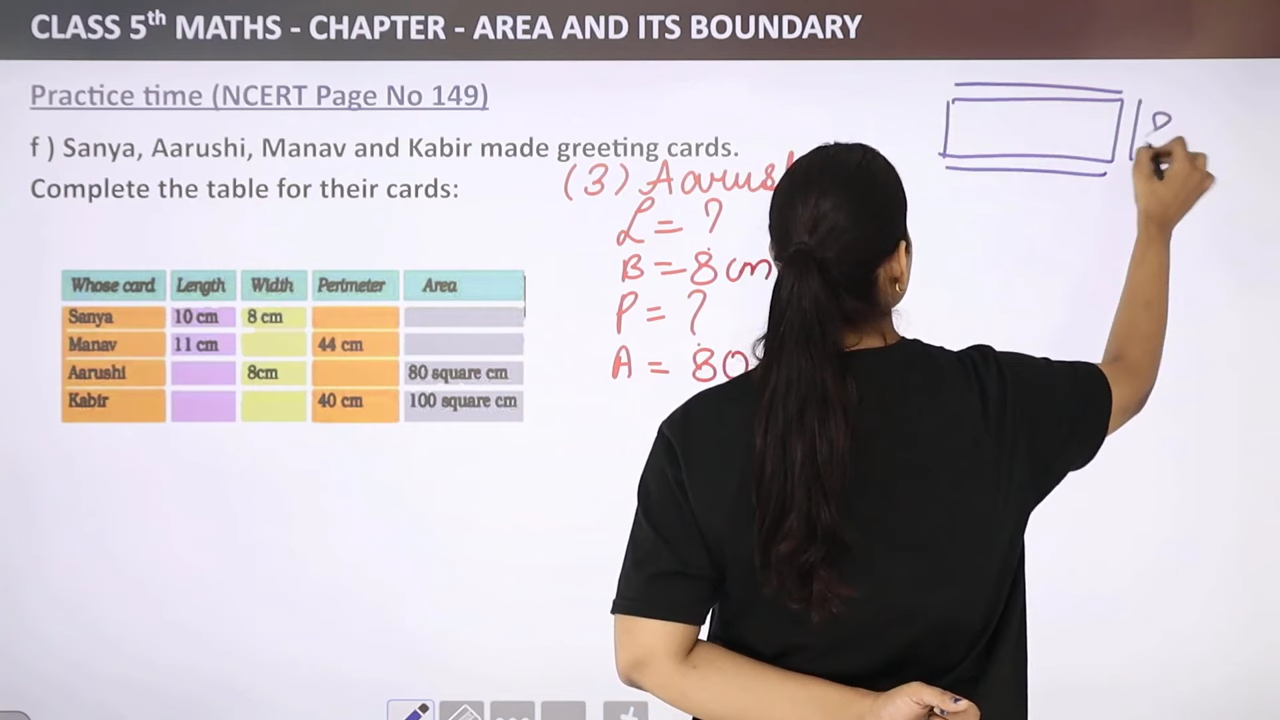 CLASS 5th MATHS - CHAPTER - AREA AND ITS BOUNDARY
Practice time (NCERT Page No 149)
f ) Sanya, Aarushi, Manav and Kabir made greeting cards.
Complete the table for their cards:
Whose card Length Width Perimeter Area
Sanya 10 cm 8 cm
Manav 11 cm 44 cm
Aarushi 8cm 80 square cm
Kabir 40 cm 100 square cm
(3) Aarush
L = ?
B = 8 cm
P = ?
A = 80